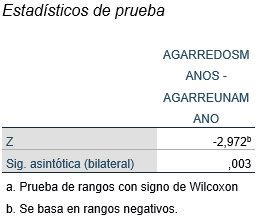 Estadísticos de prueba
AGARREDOSM
ANOS -
AGARREUNAM
ANO
Z -2,972b
Sig. asintótica (bilateral) ,003
a. Prueba de rangos con signo de Wilcoxon
b. Se basa en rangos negativos.